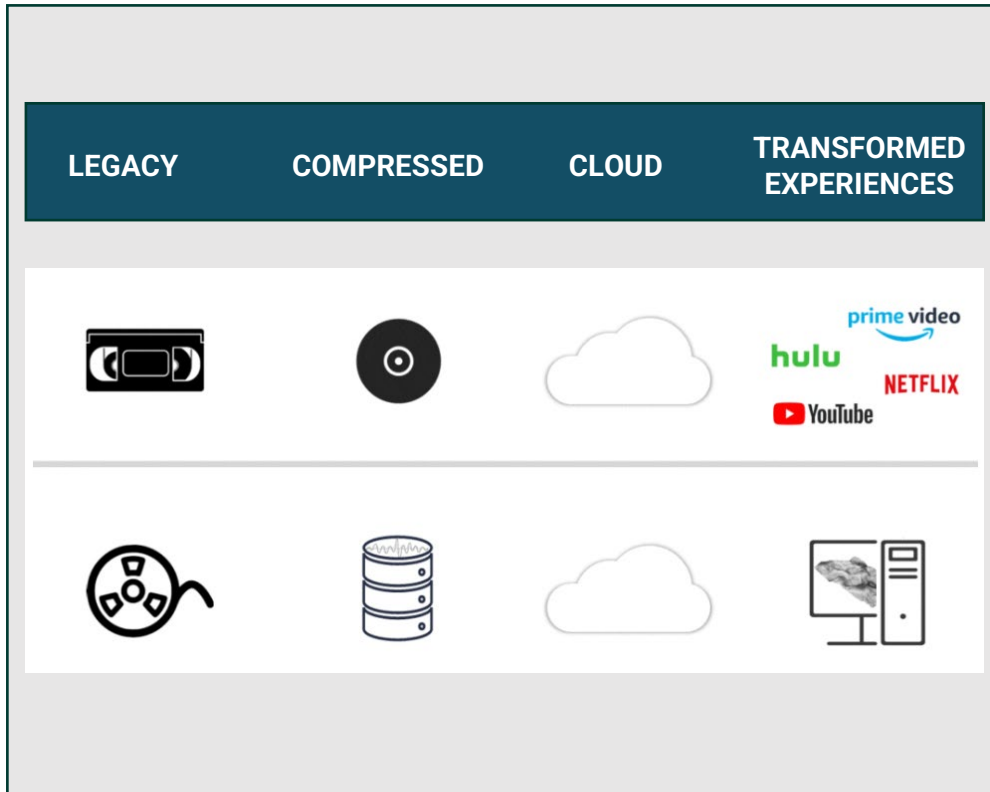 LEGACY
COMPRESSED
CLOUD
TRANSFORMED
EXPERIENCES
prime video
hulu
NETFLIX
YouTube